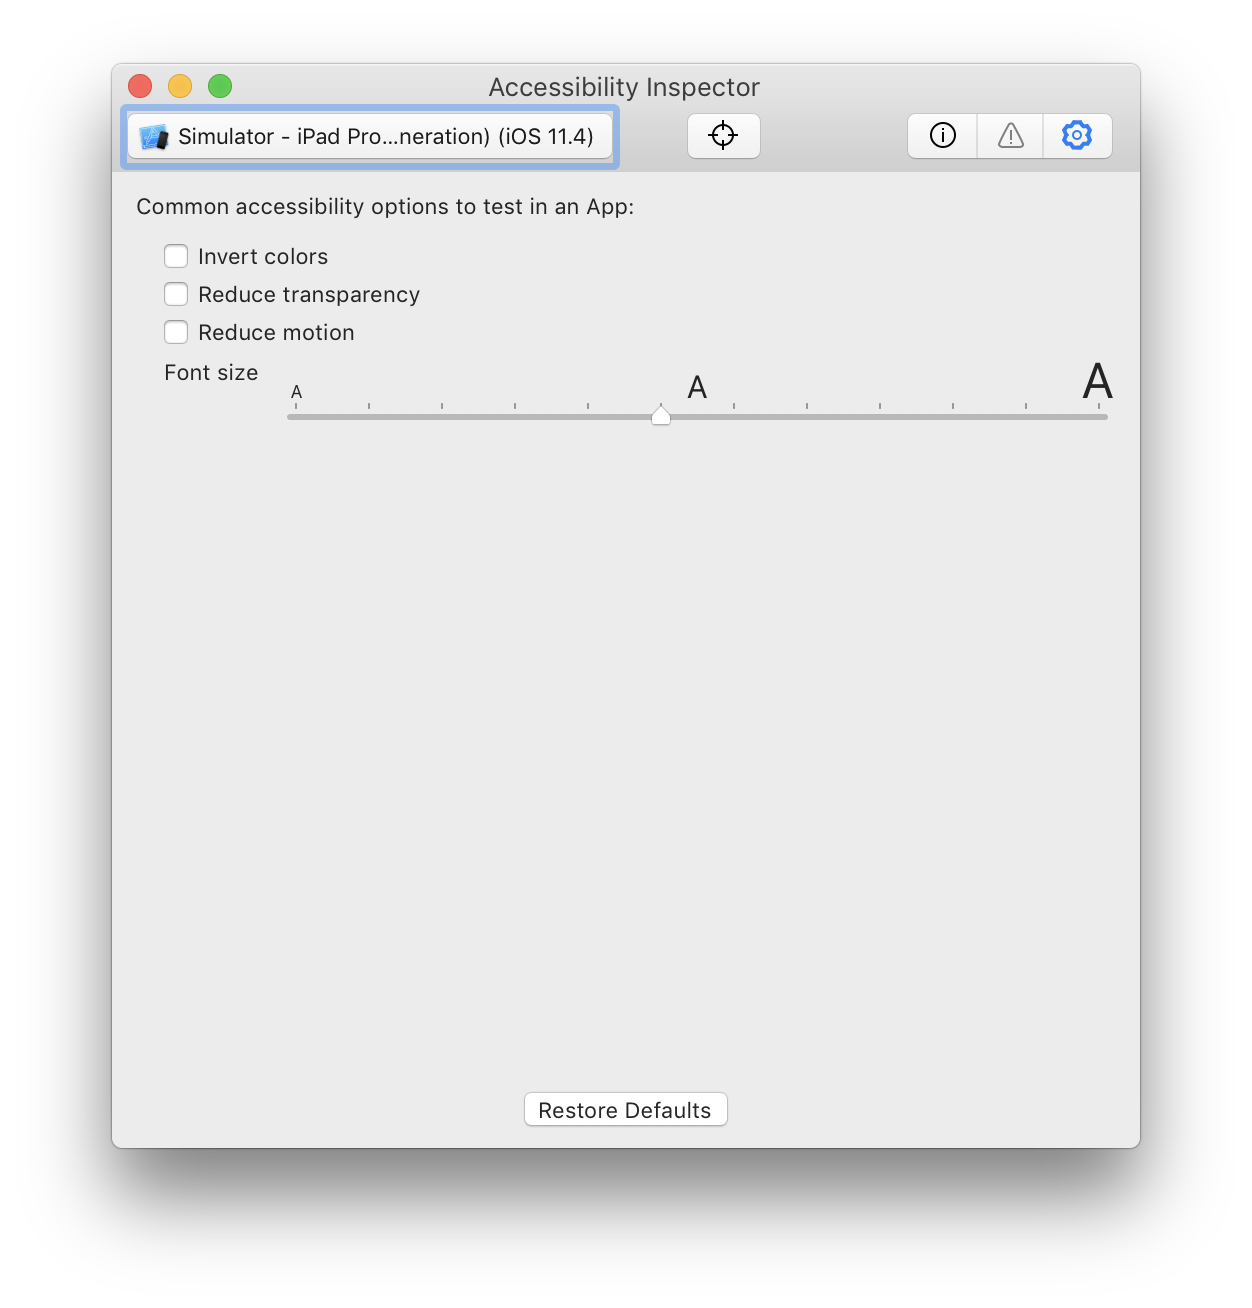 Accessibility Inspector
Simulator - iPad Pro...neration) (iOS 11.4)
Common accessibility options to test in an App:
Invert colors
Reduce transparency
Reduce motion
Font size
A A A
Restore Defaults